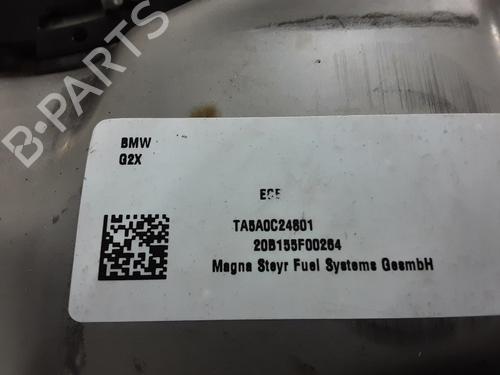 B-PARTS
BMW
G2X
ECE
TA5A0C24801
20B155F00264
Magna Steyr Fuel Systems GesmbH